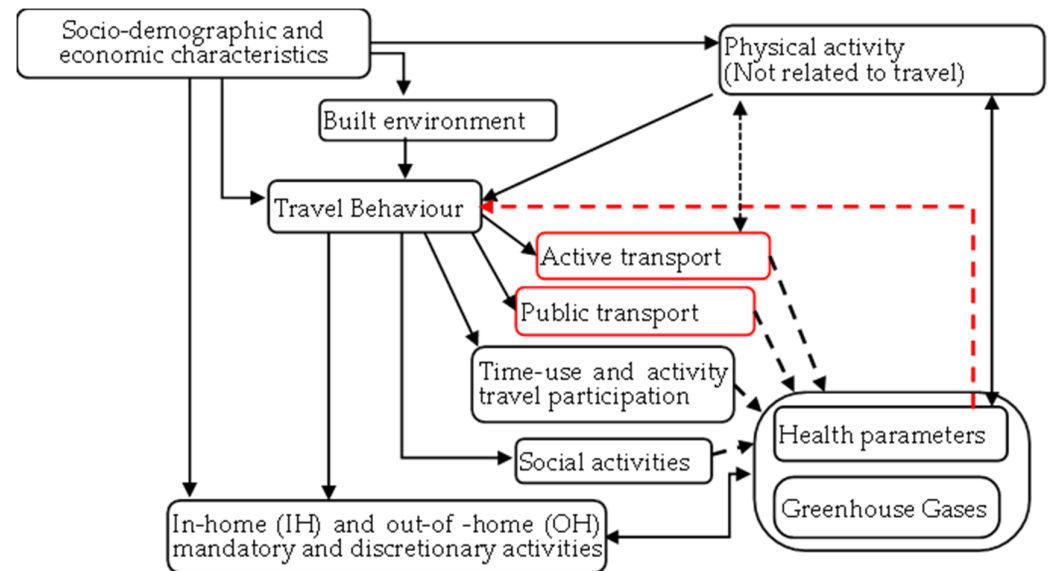 Socio-demographic and
economic characteristics
Physical activity
(Not related to travel)
Built environment
Travel Behaviour
Active transport
Public transport
Time-use and activity
travel participation
Health parameters
Social activities
Greenhouse Gases
In-home (IH) and out-of -home (OH)
mandatory and discretionary activities